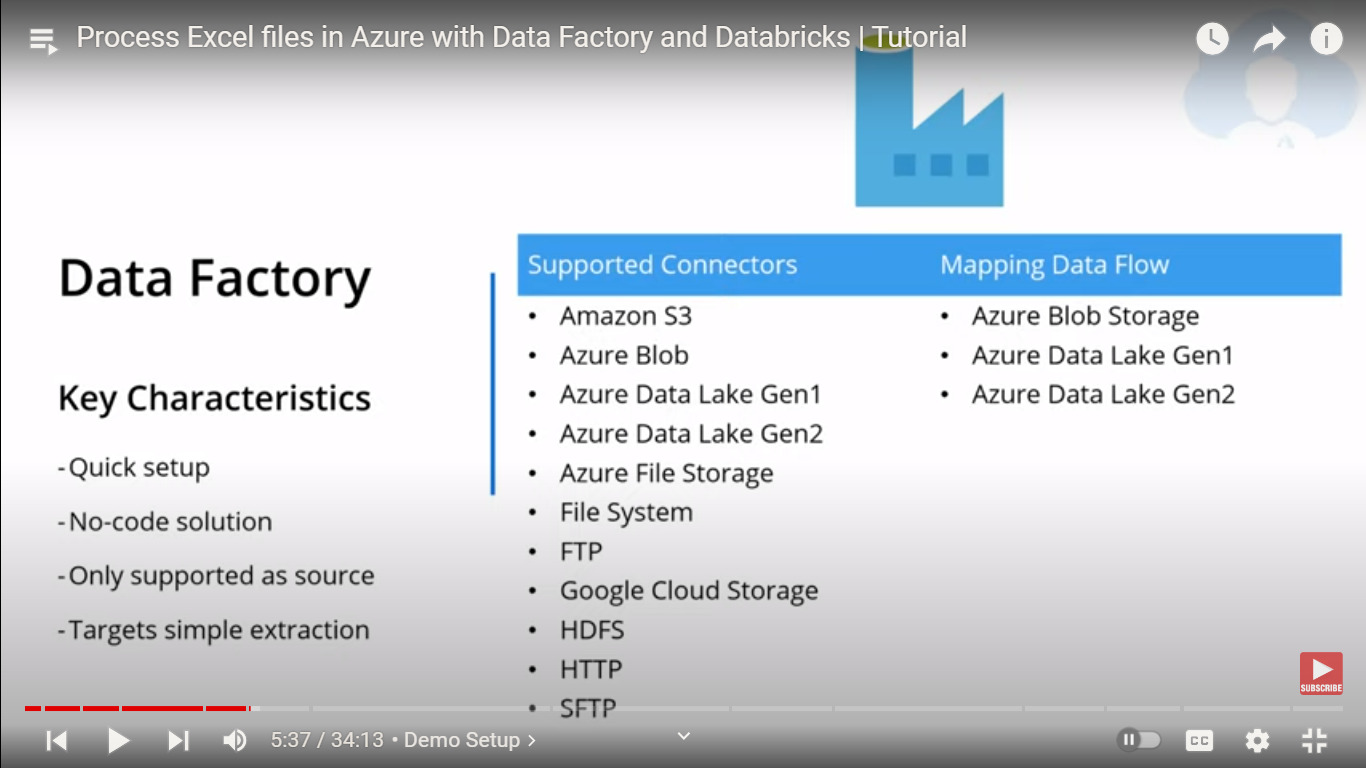 Process Excel files in Azure with Data Factory and Databricks | Tutorial
Data Factory
Key Characteristics
-Quick setup
-No-code solution
-Only supported as source
-Targets simple extraction
Supported Connectors
• Amazon S3
• Azure Blob
• Azure Data Lake Gen1
• Azure Data Lake Gen2
• Azure File Storage
• File System
• FTP
• Google Cloud Storage
• HDFS
• HTTP
• SFTP
Mapping Data Flow
• Azure Blob Storage
• Azure Data Lake Gen1
• Azure Data Lake Gen2
SUBSCRIBE
5:37 / 34:13 • Demo Setup
CC